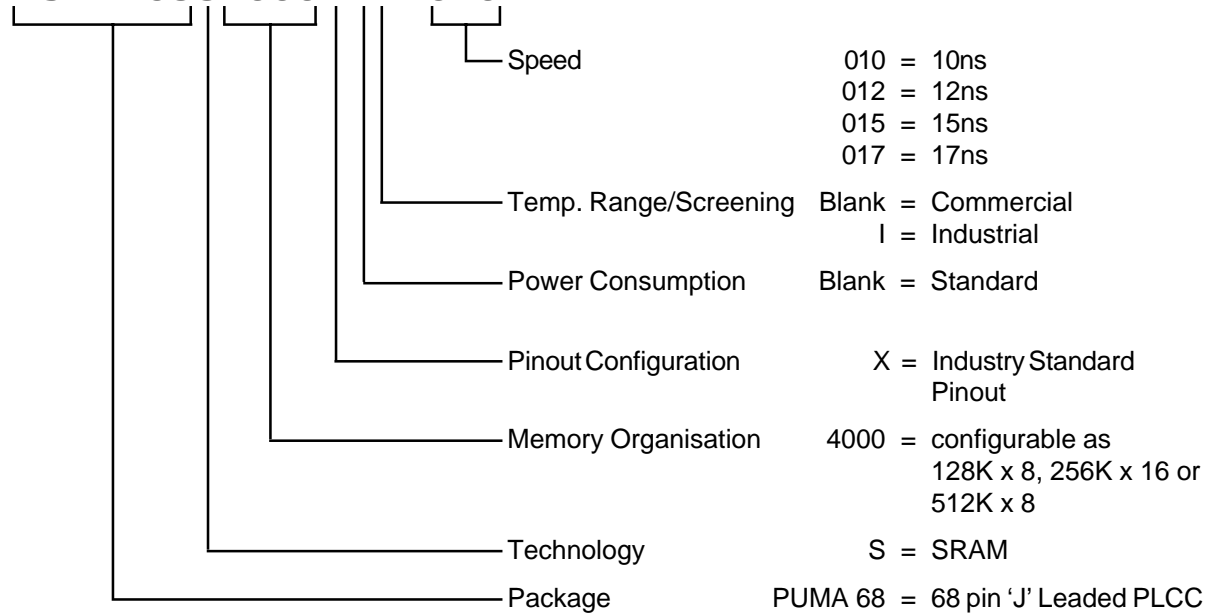 Speed 010 = 10ns
012 = 12ns
015 = 15ns
017 = 17ns
Temp. Range/Screening Blank = Commercial
I = Industrial
Power Consumption Blank = Standard
Pinout Configuration X = Industry Standard
Pinout
Memory Organisation 4000 = configurable as
128K x 8, 256K x 16 or
512K x 8
Technology S = SRAM
Package PUMA 68 = 68 pin ‘J’ Leaded PLCC